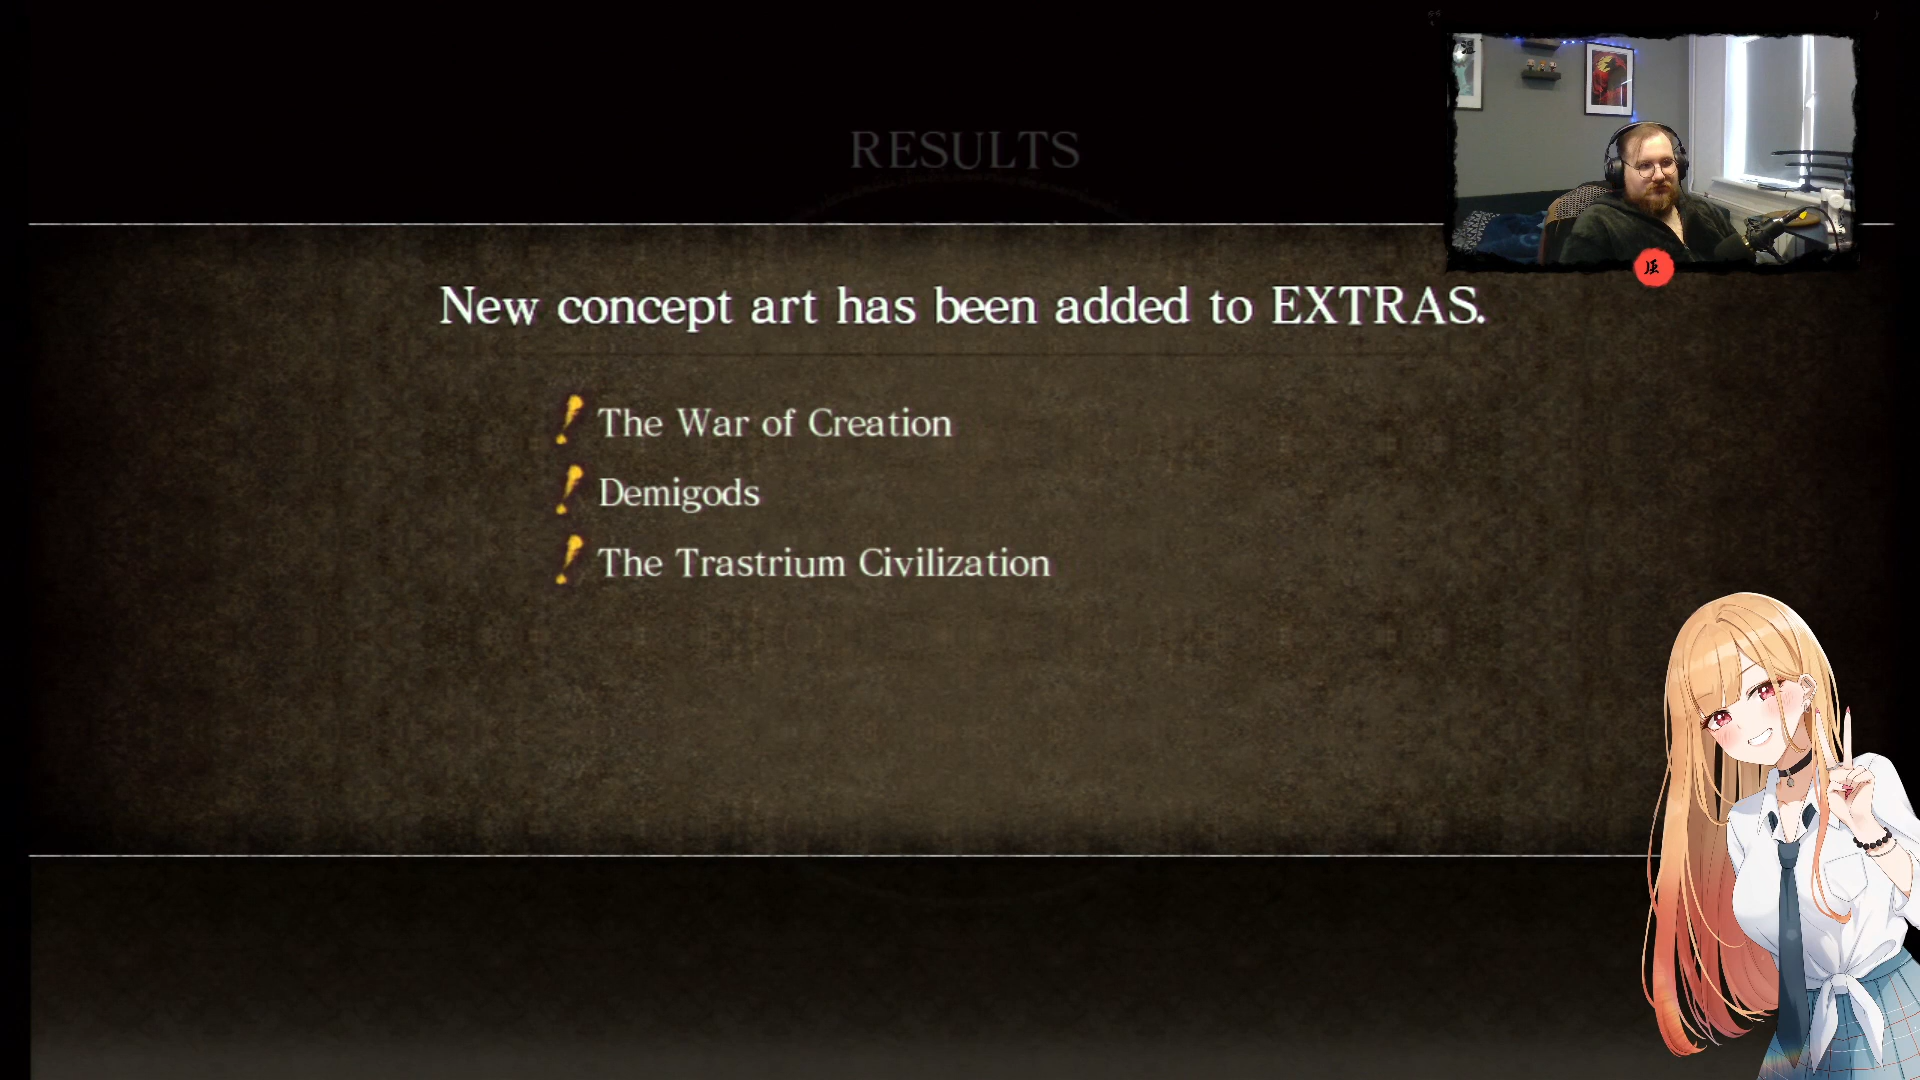 RESULTS
New concept art has been added to EXTRAS.
The War of Creation
Demigods
The Trastrium Civilization